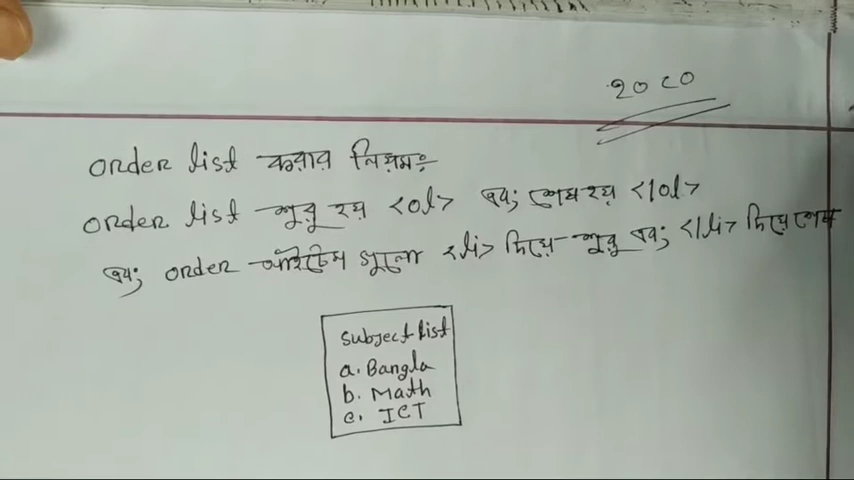 2010
order list করার নিয়মঃ
order list শুরু হয় <ol> এবং শেষ হয় </ol>
এবং order আইটেম গুলো <li> দিয়ে শুরু এবং </li> দিয়ে শেষ
Subject list
a. Bangla
b. Math
c. ICT